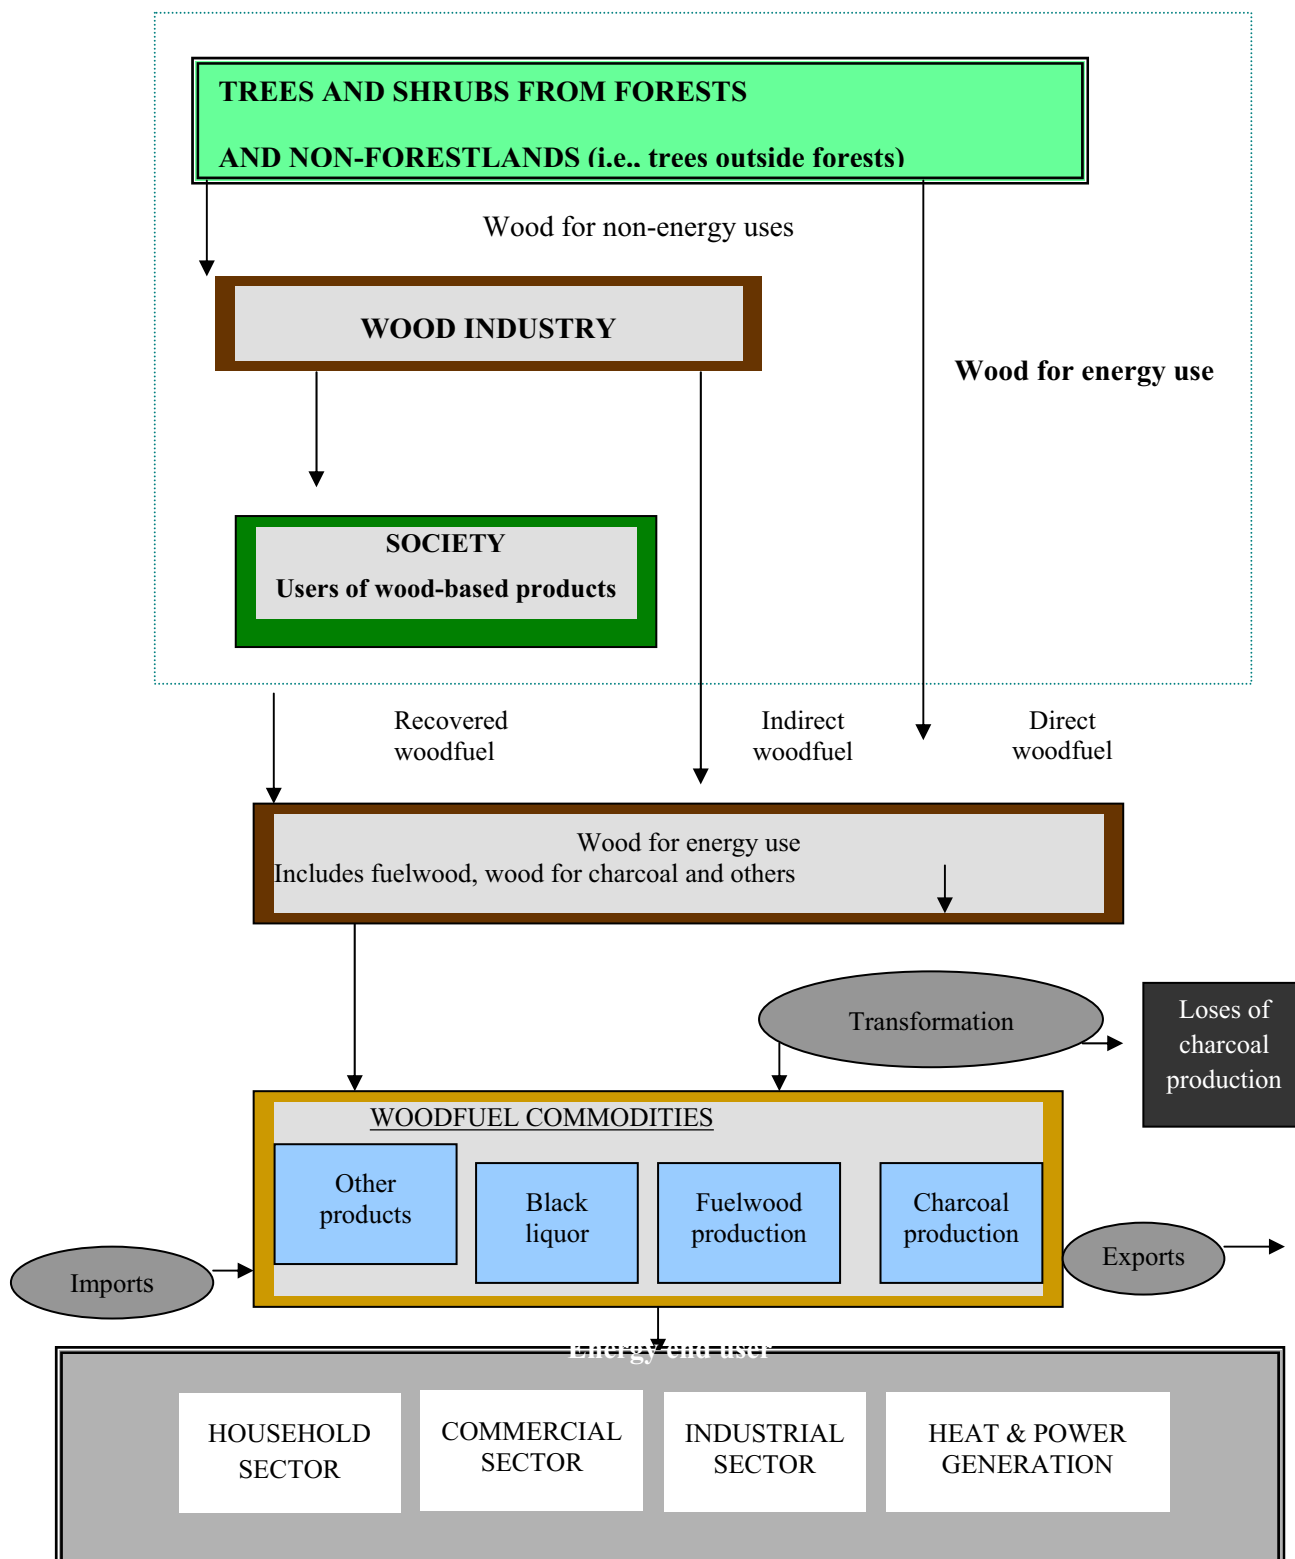 TREES AND SHRUBS FROM FORESTS
AND NON-FORESTLANDS (i.e., trees outside forests)
Wood for non-energy uses
WOOD INDUSTRY
Wood for energy use
SOCIETY
Users of wood-based products
Recovered
woodfuel
Indirect
woodfuel
Direct
woodfuel
Wood for energy use
Includes fuelwood, wood for charcoal and others
Transformation
Loses of
charcoal
production
WOODFUEL COMMODITIES
Other
products
Black
liquor
Fuelwood
production
Charcoal
production
Imports
Exports
Energy end user
HOUSEHOLD
SECTOR
COMMERCIAL
SECTOR
INDUSTRIAL
SECTOR
HEAT & POWER
GENERATION